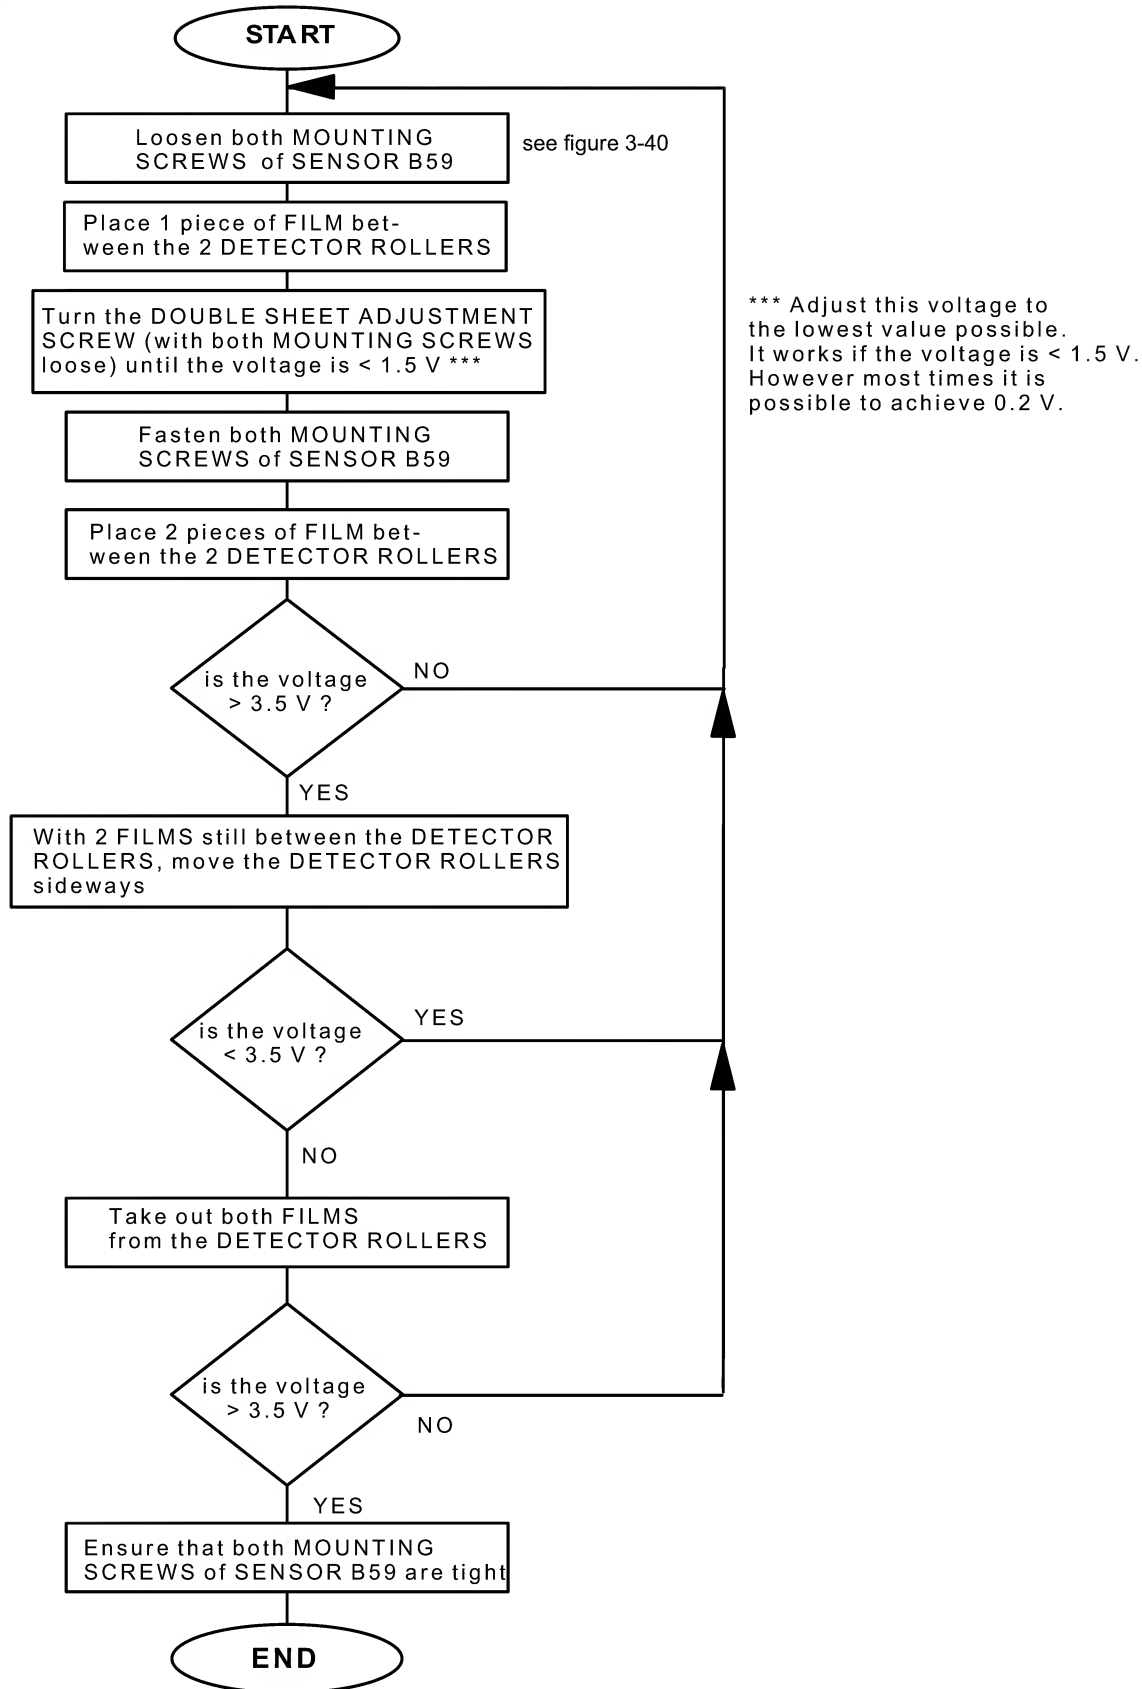 START
Loosen both MOUNTING
SCREWS of SENSOR B59
see figure 3-40
Place 1 piece of FILM bet-
ween the 2 DETECTOR ROLLERS
Turn the DOUBLE SHEET ADJUSTMENT
SCREW (with both MOUNTING SCREWS
loose) until the voltage is < 1.5 V ***
*** Adjust this voltage to
the lowest value possible.
It works if the voltage is < 1.5 V.
However most times it is
possible to achieve 0.2 V.
Fasten both MOUNTING
SCREWS of SENSOR B59
Place 2 pieces of FILM bet-
ween the 2 DETECTOR ROLLERS
is the voltage
> 3.5 V ?
NO
YES
With 2 FILMS still between the DETECTOR
ROLLERS, move the DETECTOR ROLLERS
sideways
is the voltage
< 3.5 V ?
YES
NO
Take out both FILMS
from the DETECTOR ROLLERS
is the voltage
> 3.5 V ?
NO
YES
Ensure that both MOUNTING
SCREWS of SENSOR B59 are tight
END